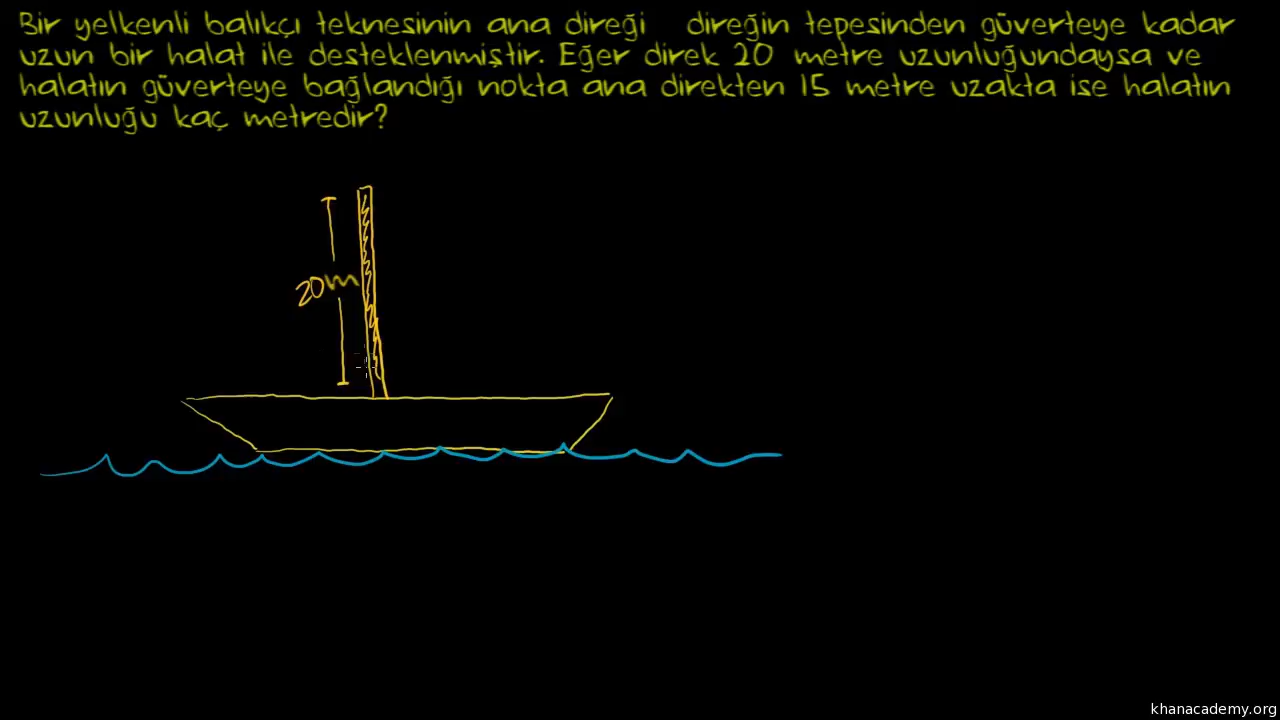 Bir yelkenli balıkçı teknesinin ana direği direğin tepesinden güverteye kadar
uzun bir halat ile desteklenmiştir. Eğer direk 20 metre uzunluğundaysa ve
halatın güverteye bağlandığı nokta ana direkten 15 metre uzakta ise halatın
uzunluğu kaç metredir?
20m
khanacademy.org